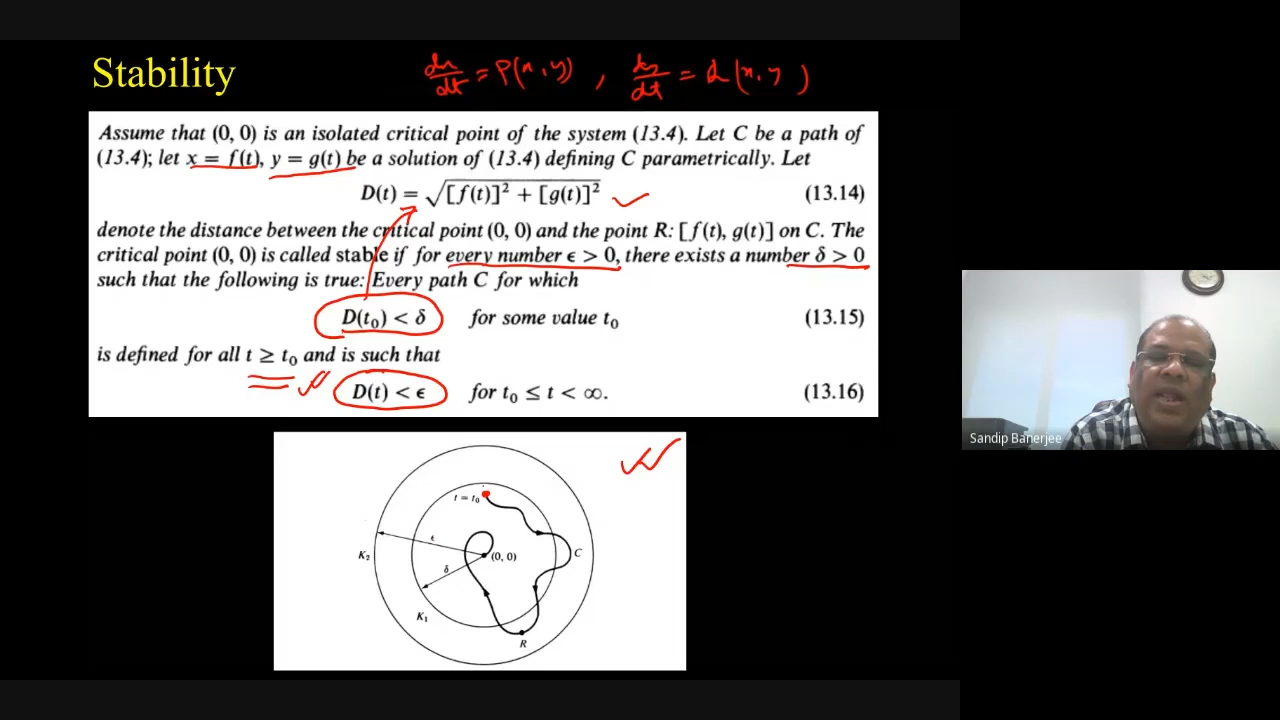 Stability
dx/dt = P(x, y) , dy/dt = Q(x, y)
Assume that (0, 0) is an isolated critical point of the system (13.4). Let C be a path of
(13.4); let x = f(t), y = g(t) be a solution of (13.4) defining C parametrically. Let
D(t) = √[f(t)]² + [g(t)]² (13.14)
denote the distance between the critical point (0, 0) and the point R: [f(t), g(t)] on C. The
critical point (0, 0) is called stable if for every number ϵ > 0, there exists a number δ > 0
such that the following is true: Every path C for which
D(t₀) < δ for some value t₀ (13.15)
is defined for all t ≥ t₀ and is such that
D(t) < ϵ for t₀ ≤ t < ∞. (13.16)
Sandip Banerjee
t = t₀
ϵ
K₂
(0, 0)
C
δ
K₁
R